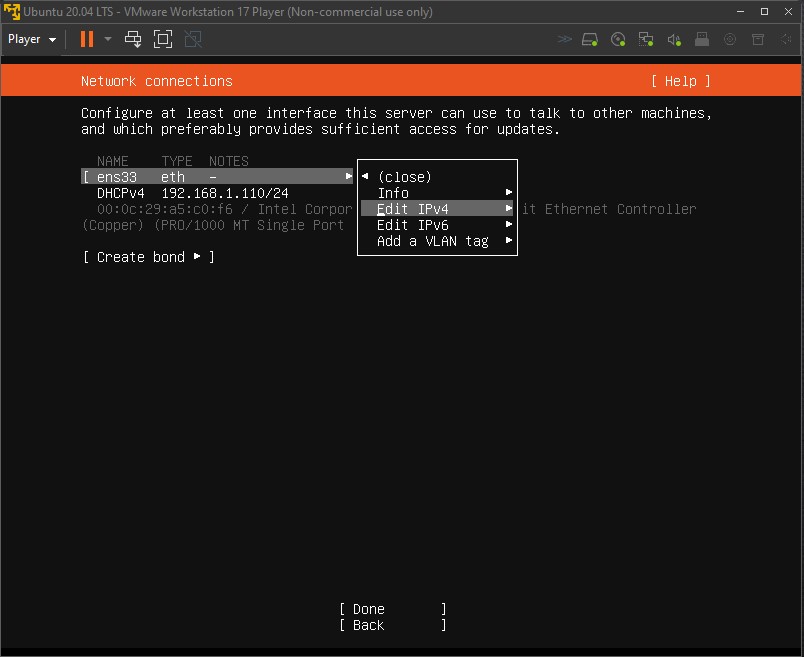 Ubuntu 20.04 LTS - VMware Workstation 17 Player (Non-commercial use only)
Player
Network connections [ Help ]
Configure at least one interface this server can use to talk to other machines,
and which preferably provides sufficient access for updates.
NAME TYPE NOTES
[ ens33 eth - ▸ ◂ (close)
DHCPv4 192.168.1.110/24 Info ▸
00:0c:29:a5:c0:f6 / Intel Corpor Edit IPv4 ▸ it Ethernet Controller
(Copper) (PRO/1000 MT Single Port Edit IPv6 ▸
Add a VLAN tag ▸
[ Create bond ▸ ]
[ Done ]
[ Back ]